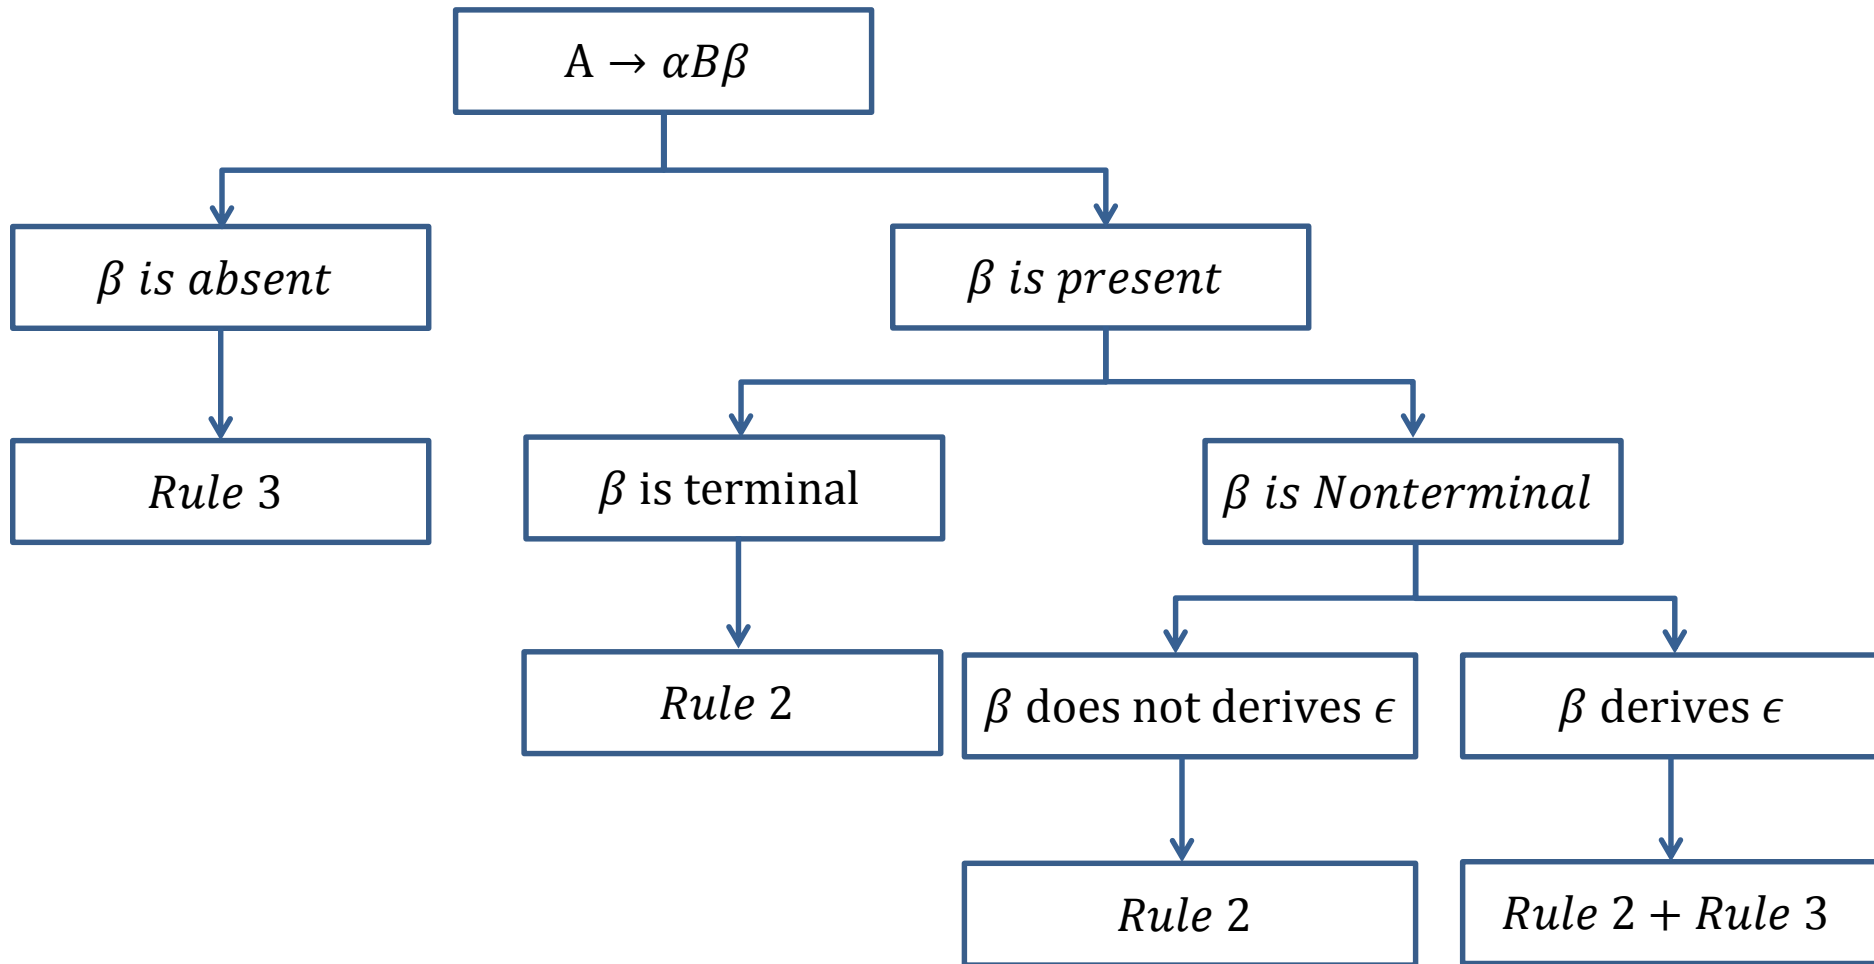 A → αBβ
β is absent
β is present
Rule 3
β is terminal
β is Nonterminal
Rule 2
β does not derives ϵ
β derives ϵ
Rule 2
Rule 2 + Rule 3